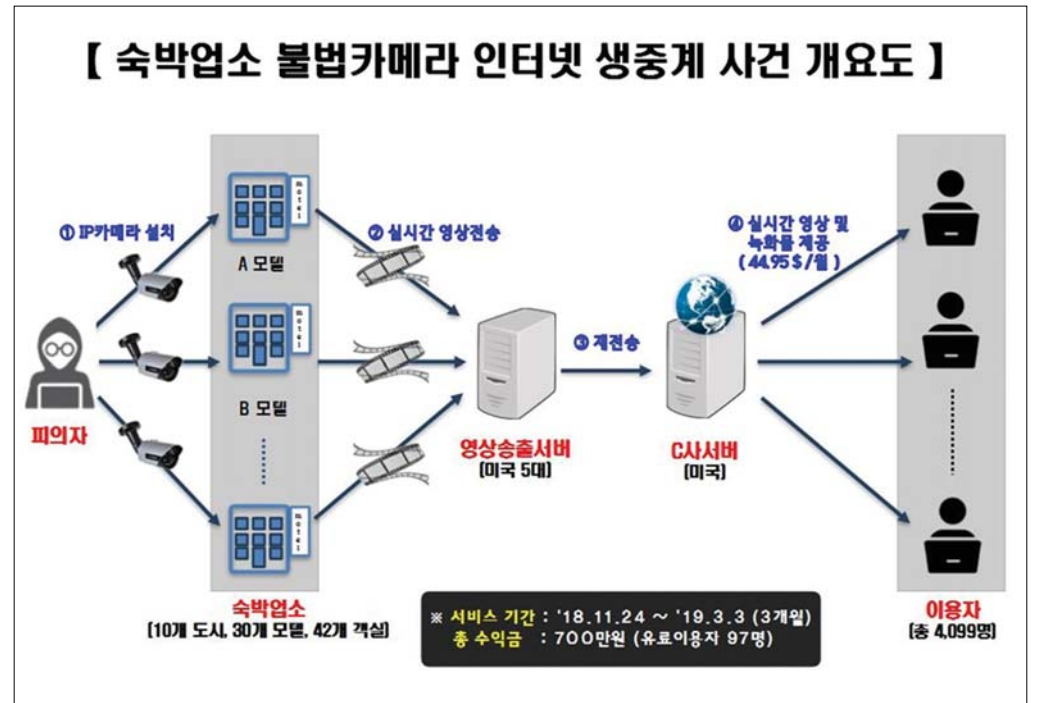 【 숙박업소 불법카메라 인터넷 생중계 사건 개요도 】
① IP카메라 설치
motel
A 모텔
② 실시간 영상전송
④ 실시간 영상 및
녹화물 제공
( 44.95 $ /월 )
motel
B 모텔
③ 재전송
피의자
영상송출서버
(미국 5대)
C사서버
(미국)
motel
숙박업소
(10개 도시, 30개 모텔, 42개 객실)
※ 서비스 기간 : '18.11.24 ~ '19.3.3 (3개월)
총 수익금 : 700만원 (유료이용자 97명)
이용자
(총 4,099명)